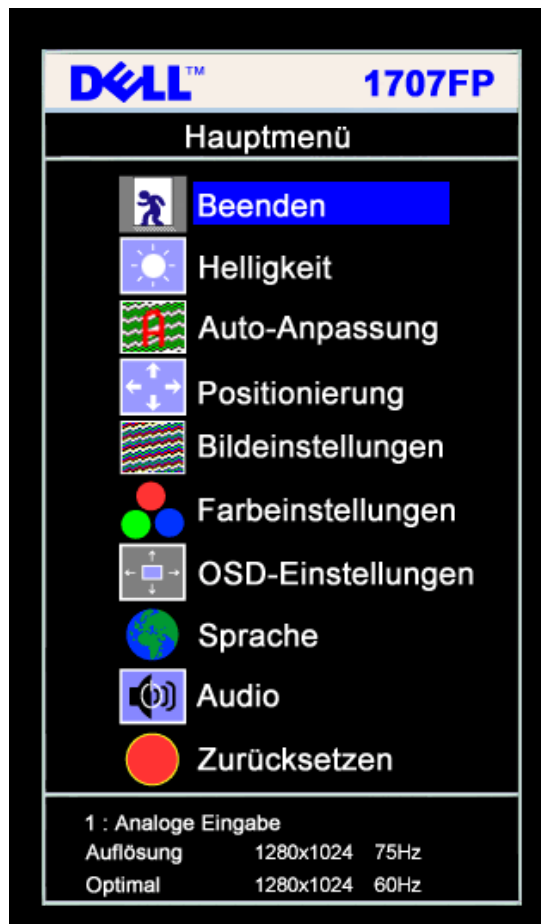 DELL™ 1707FP
Hauptmenü
Beenden
Helligkeit
A Auto-Anpassung
Positionierung
Bildeinstellungen
Farbeinstellungen
OSD-Einstellungen
Sprache
Audio
Zurücksetzen
1 : Analoge Eingabe
Auflösung 1280x1024 75Hz
Optimal 1280x1024 60Hz